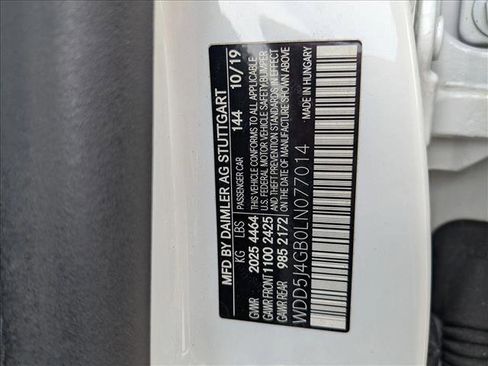 MFD BY DAIMLER AG STUTTGART
KG LBS PASSENGER CAR 144 10/19
GVWR 2025 4464 THIS VEHICLE CONFORMS TO ALL APPLICABLE
GAWR FRONT 1100 2425 U.S. FEDERAL MOTOR VEHICLE SAFETY BUMPER
GAWR REAR 985 2172 AND THEFT PREVENTION STANDARDS IN EFFECT
ON THE DATE OF MANUFACTURE SHOWN ABOVE
WDD5J4GB0LN077014 MADE IN HUNGARY